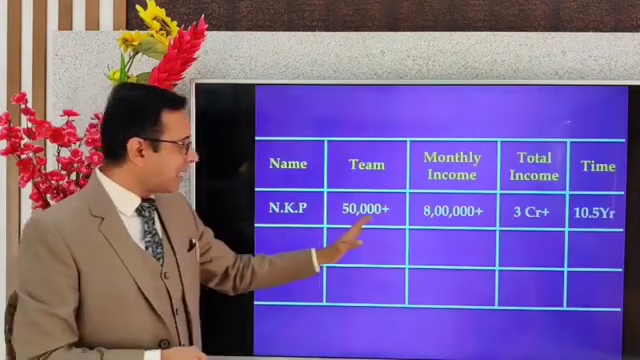 Name Team Monthly Income Total Income Time
N.K.P 50,000+ 8,00,000+ 3 Cr+ 10.5Yr